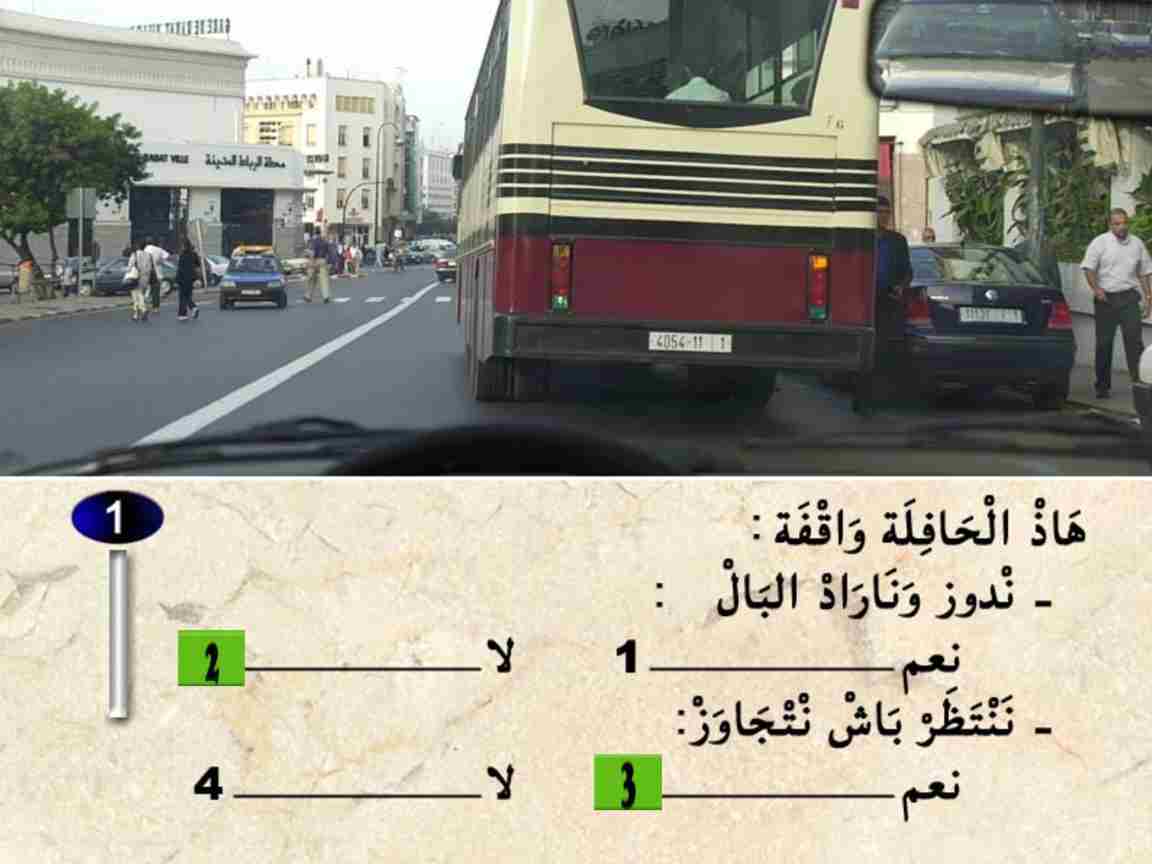 RABAT VILLE محطة الرباط المدينة
4054-11 | 1
1
هَاذْ الْحَافِلَة وَاقْفَة :
ـ نْدوز وَنَارَادْ البَالْ :
نعم 1 لا 2
ـ نَنْتَظَرْ بَاشْ نْتْجَاوَزْ:
نعم 3 لا 4